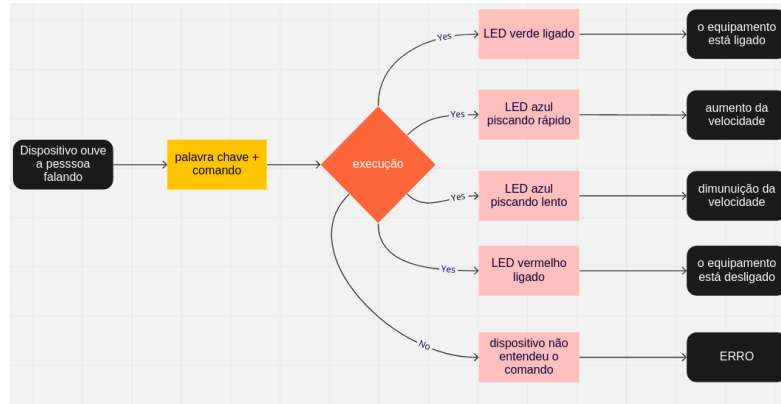 Dispositivo ouve
a pesssoa
falando
palavra chave +
comando
execução
Yes
LED verde ligado
o equipamento
está ligado
Yes
LED azul
piscando rápido
aumento da
velocidade
Yes
LED azul
piscando lento
dimunuição da
velocidade
Yes
LED vermelho
ligado
o equipamento
está desligado
No
dispositivo não
entendeu o
comando
ERRO